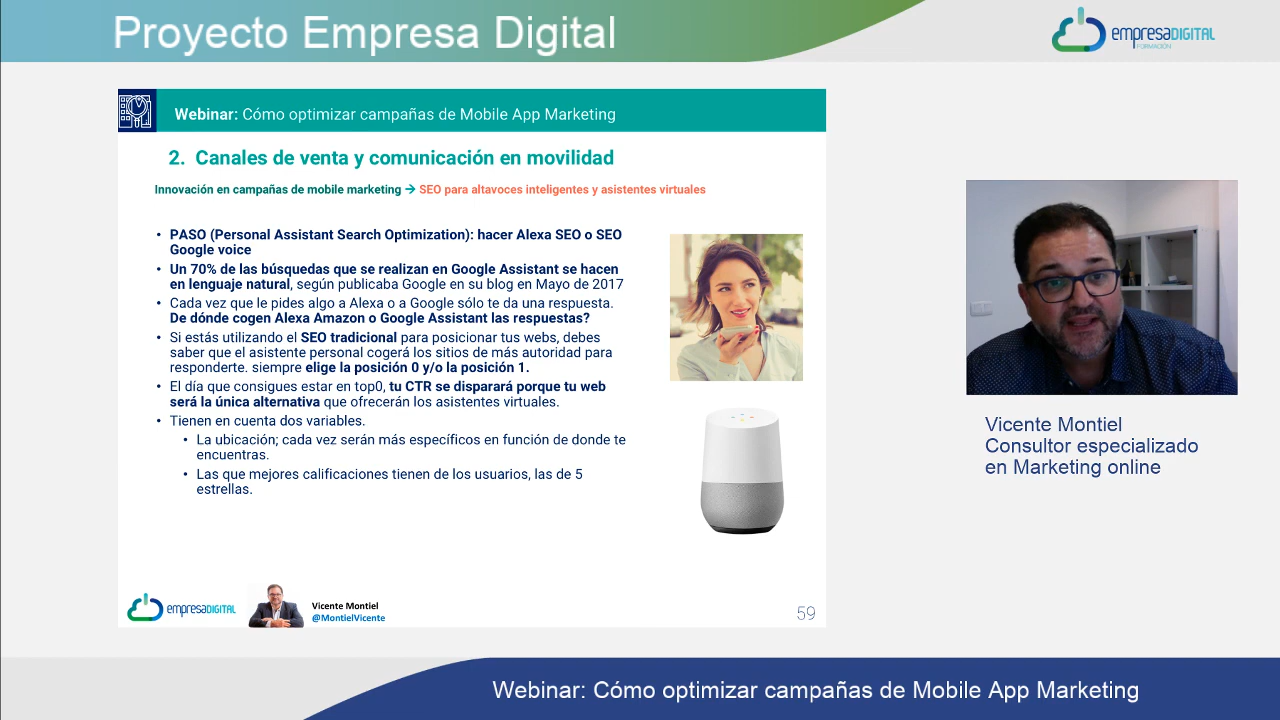 Proyecto Empresa Digital
empresaDIGITAL
FORMACIÓN
Webinar: Cómo optimizar campañas de Mobile App Marketing
2. Canales de venta y comunicación en movilidad
Innovación en campañas de mobile marketing → SEO para altavoces inteligentes y asistentes virtuales
• PASO (Personal Assistant Search Optimization): hacer Alexa SEO o SEO
Google voice
• Un 70% de las búsquedas que se realizan en Google Assistant se hacen
en lenguaje natural, según publicaba Google en su blog en Mayo de 2017
• Cada vez que le pides algo a Alexa o a Google sólo te da una respuesta.
De dónde cogen Alexa Amazon o Google Assistant las respuestas?
• Si estás utilizando el SEO tradicional para posicionar tus webs, debes
saber que el asistente personal cogerá los sitios de más autoridad para
responderte. siempre elige la posición 0 y/o la posición 1.
• El día que consigues estar en top0, tu CTR se disparará porque tu web
será la única alternativa que ofrecerán los asistentes virtuales.
• Tienen en cuenta dos variables.
• La ubicación; cada vez serán más específicos en función de donde te
encuentras.
• Las que mejores calificaciones tienen de los usuarios, las de 5
estrellas.
Vicente Montiel
Consultor especializado
en Marketing online
empresaDIGITAL
Vicente Montiel
@MontielVicente
59
Webinar: Cómo optimizar campañas de Mobile App Marketing